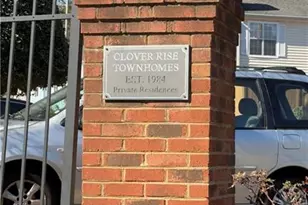 CLOVER RISE
TOWNHOMES
EST. 1984
Private Residences